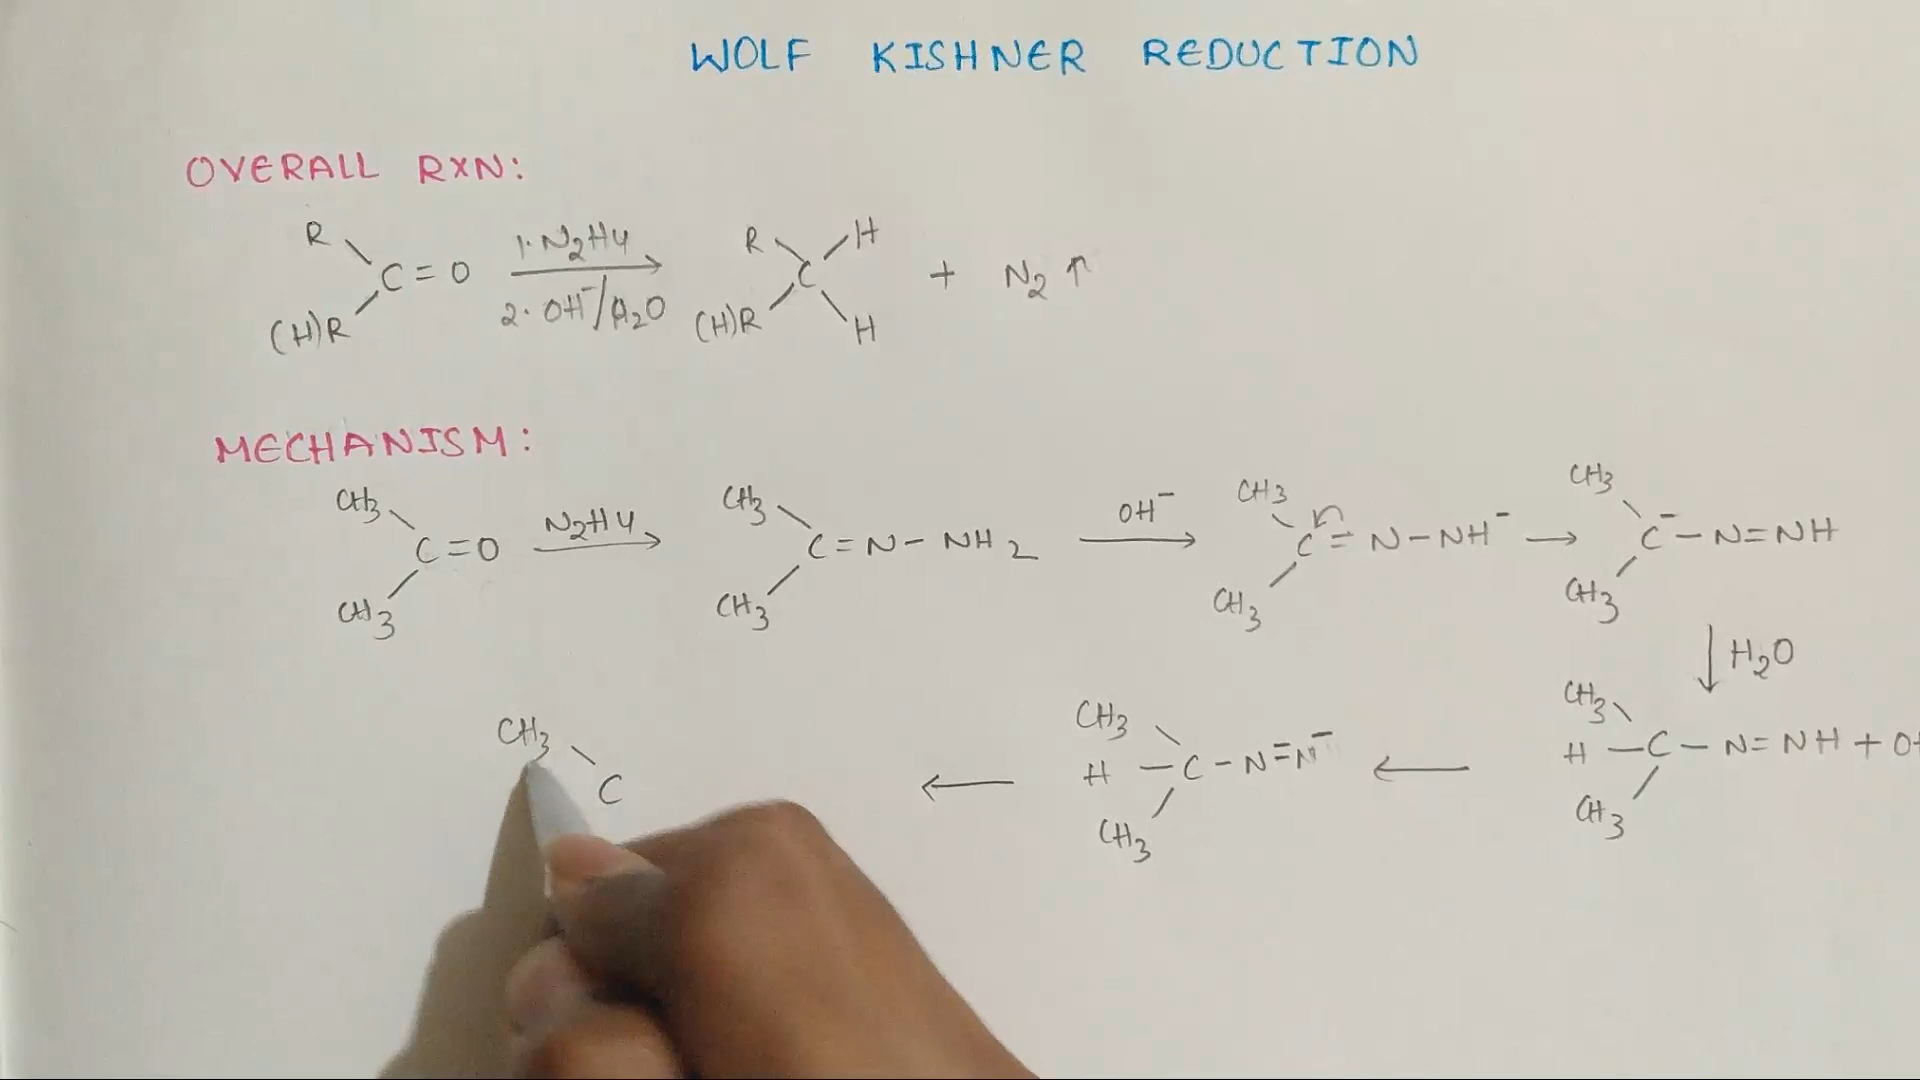 WOLF KISHNER REDUCTION
OVERALL RXN:
R
(H)R
C=O
1. N2H4
2. OH⁻/H2O
R
(H)R
C
H
H
+ N2 ↑
MECHANISM:
CH3
CH3
C=O
N2H4
CH3
CH3
C=N-NH2
OH⁻
CH3
CH3
C=N-NH⁻
CH3
CH3
C⁻-N=NH
H2O
CH3
H-C-N=NH + O
CH3
CH3
H-C-N=N⁻
CH3
CH3
C